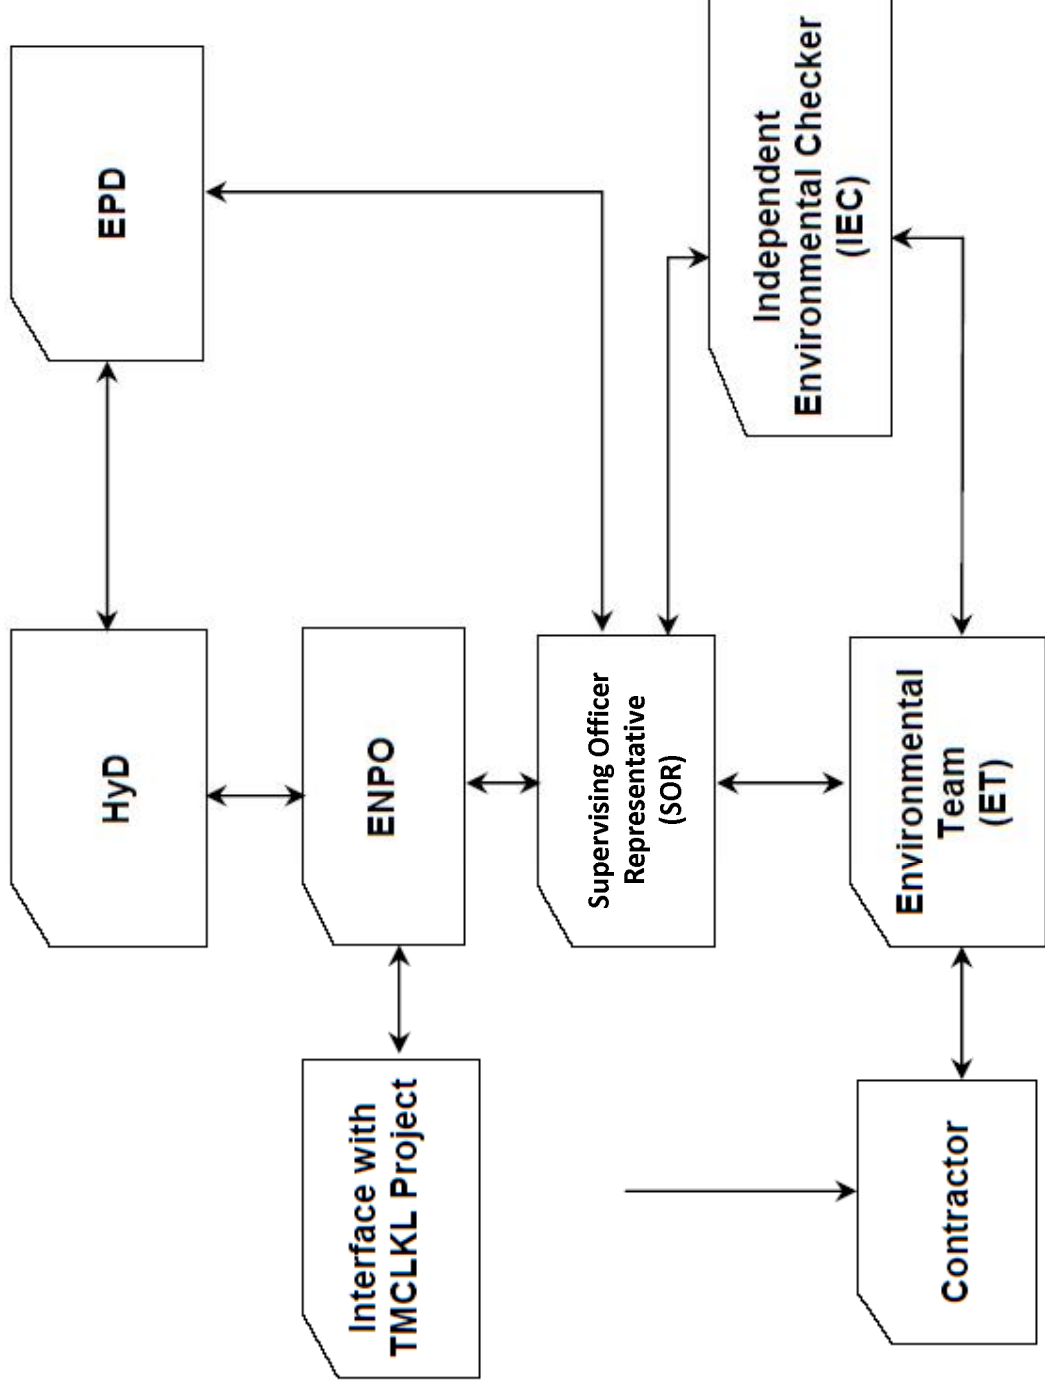 HyD
EPD
Interface with
TMCLKL Project
ENPO
Supervising Officer
Representative
(SOR)
Independent
Environmental Checker
(IEC)
Contractor
Environmental
Team
(ET)